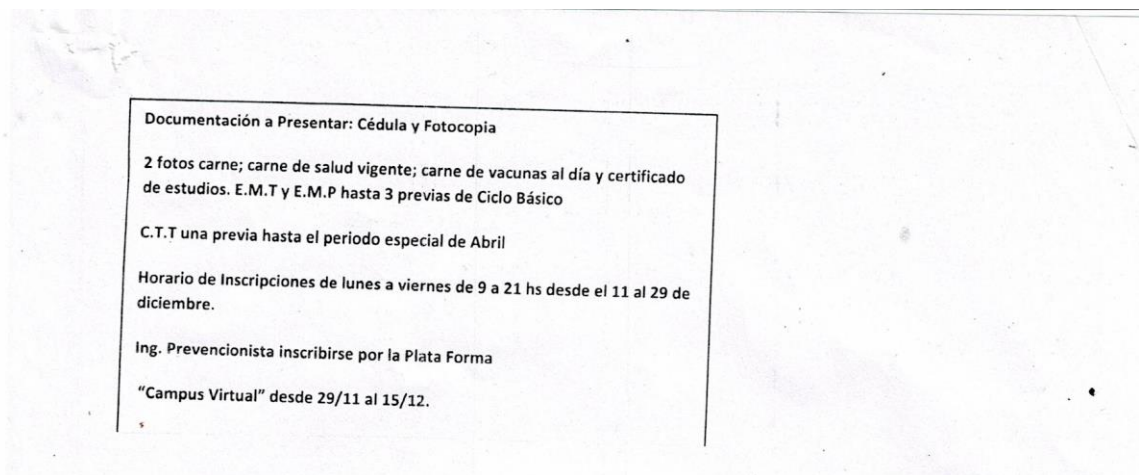 Documentación a Presentar: Cédula y Fotocopia
2 fotos carne; carne de salud vigente; carne de vacunas al día y certificado
de estudios. E.M.T y E.M.P hasta 3 previas de Ciclo Básico
C.T.T una previa hasta el periodo especial de Abril
Horario de Inscripciones de lunes a viernes de 9 a 21 hs desde el 11 al 29 de
diciembre.
Ing. Prevencionista inscribirse por la Plata Forma
“Campus Virtual” desde 29/11 al 15/12.